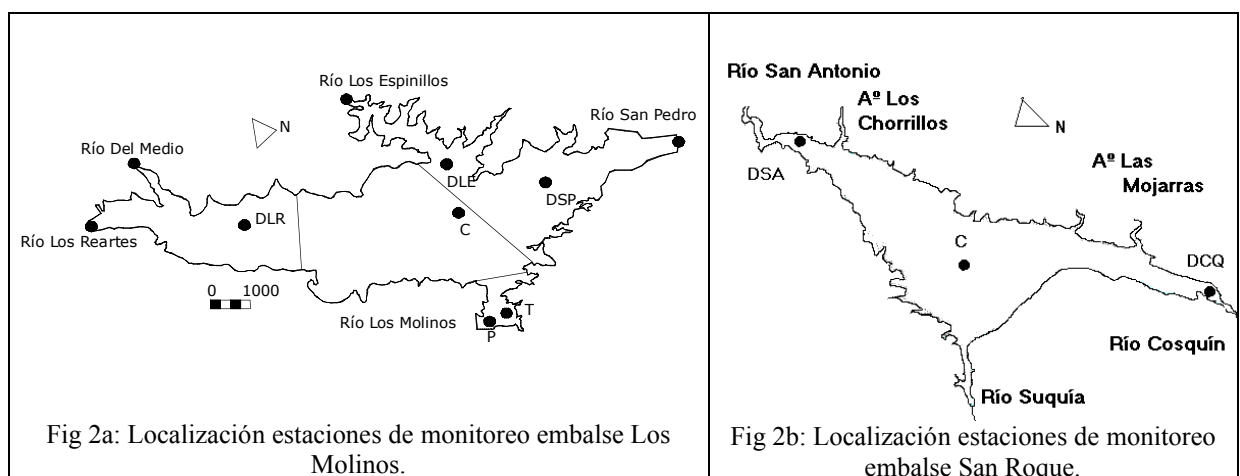 Río Los Espinillos
Río San Pedro
N
Río Del Medio
DLE
DSP
DLR
C
Río Los Reartes
0 1000
Río Los Molinos
T
P
Fig 2a: Localización estaciones de monitoreo embalse Los
Molinos.
Río San Antonio
Aº Los
Chorrillos
N
DSA
Aº Las
Mojarras
C
DCQ
Río Cosquín
Río Suquía
Fig 2b: Localización estaciones de monitoreo
embalse San Roque.